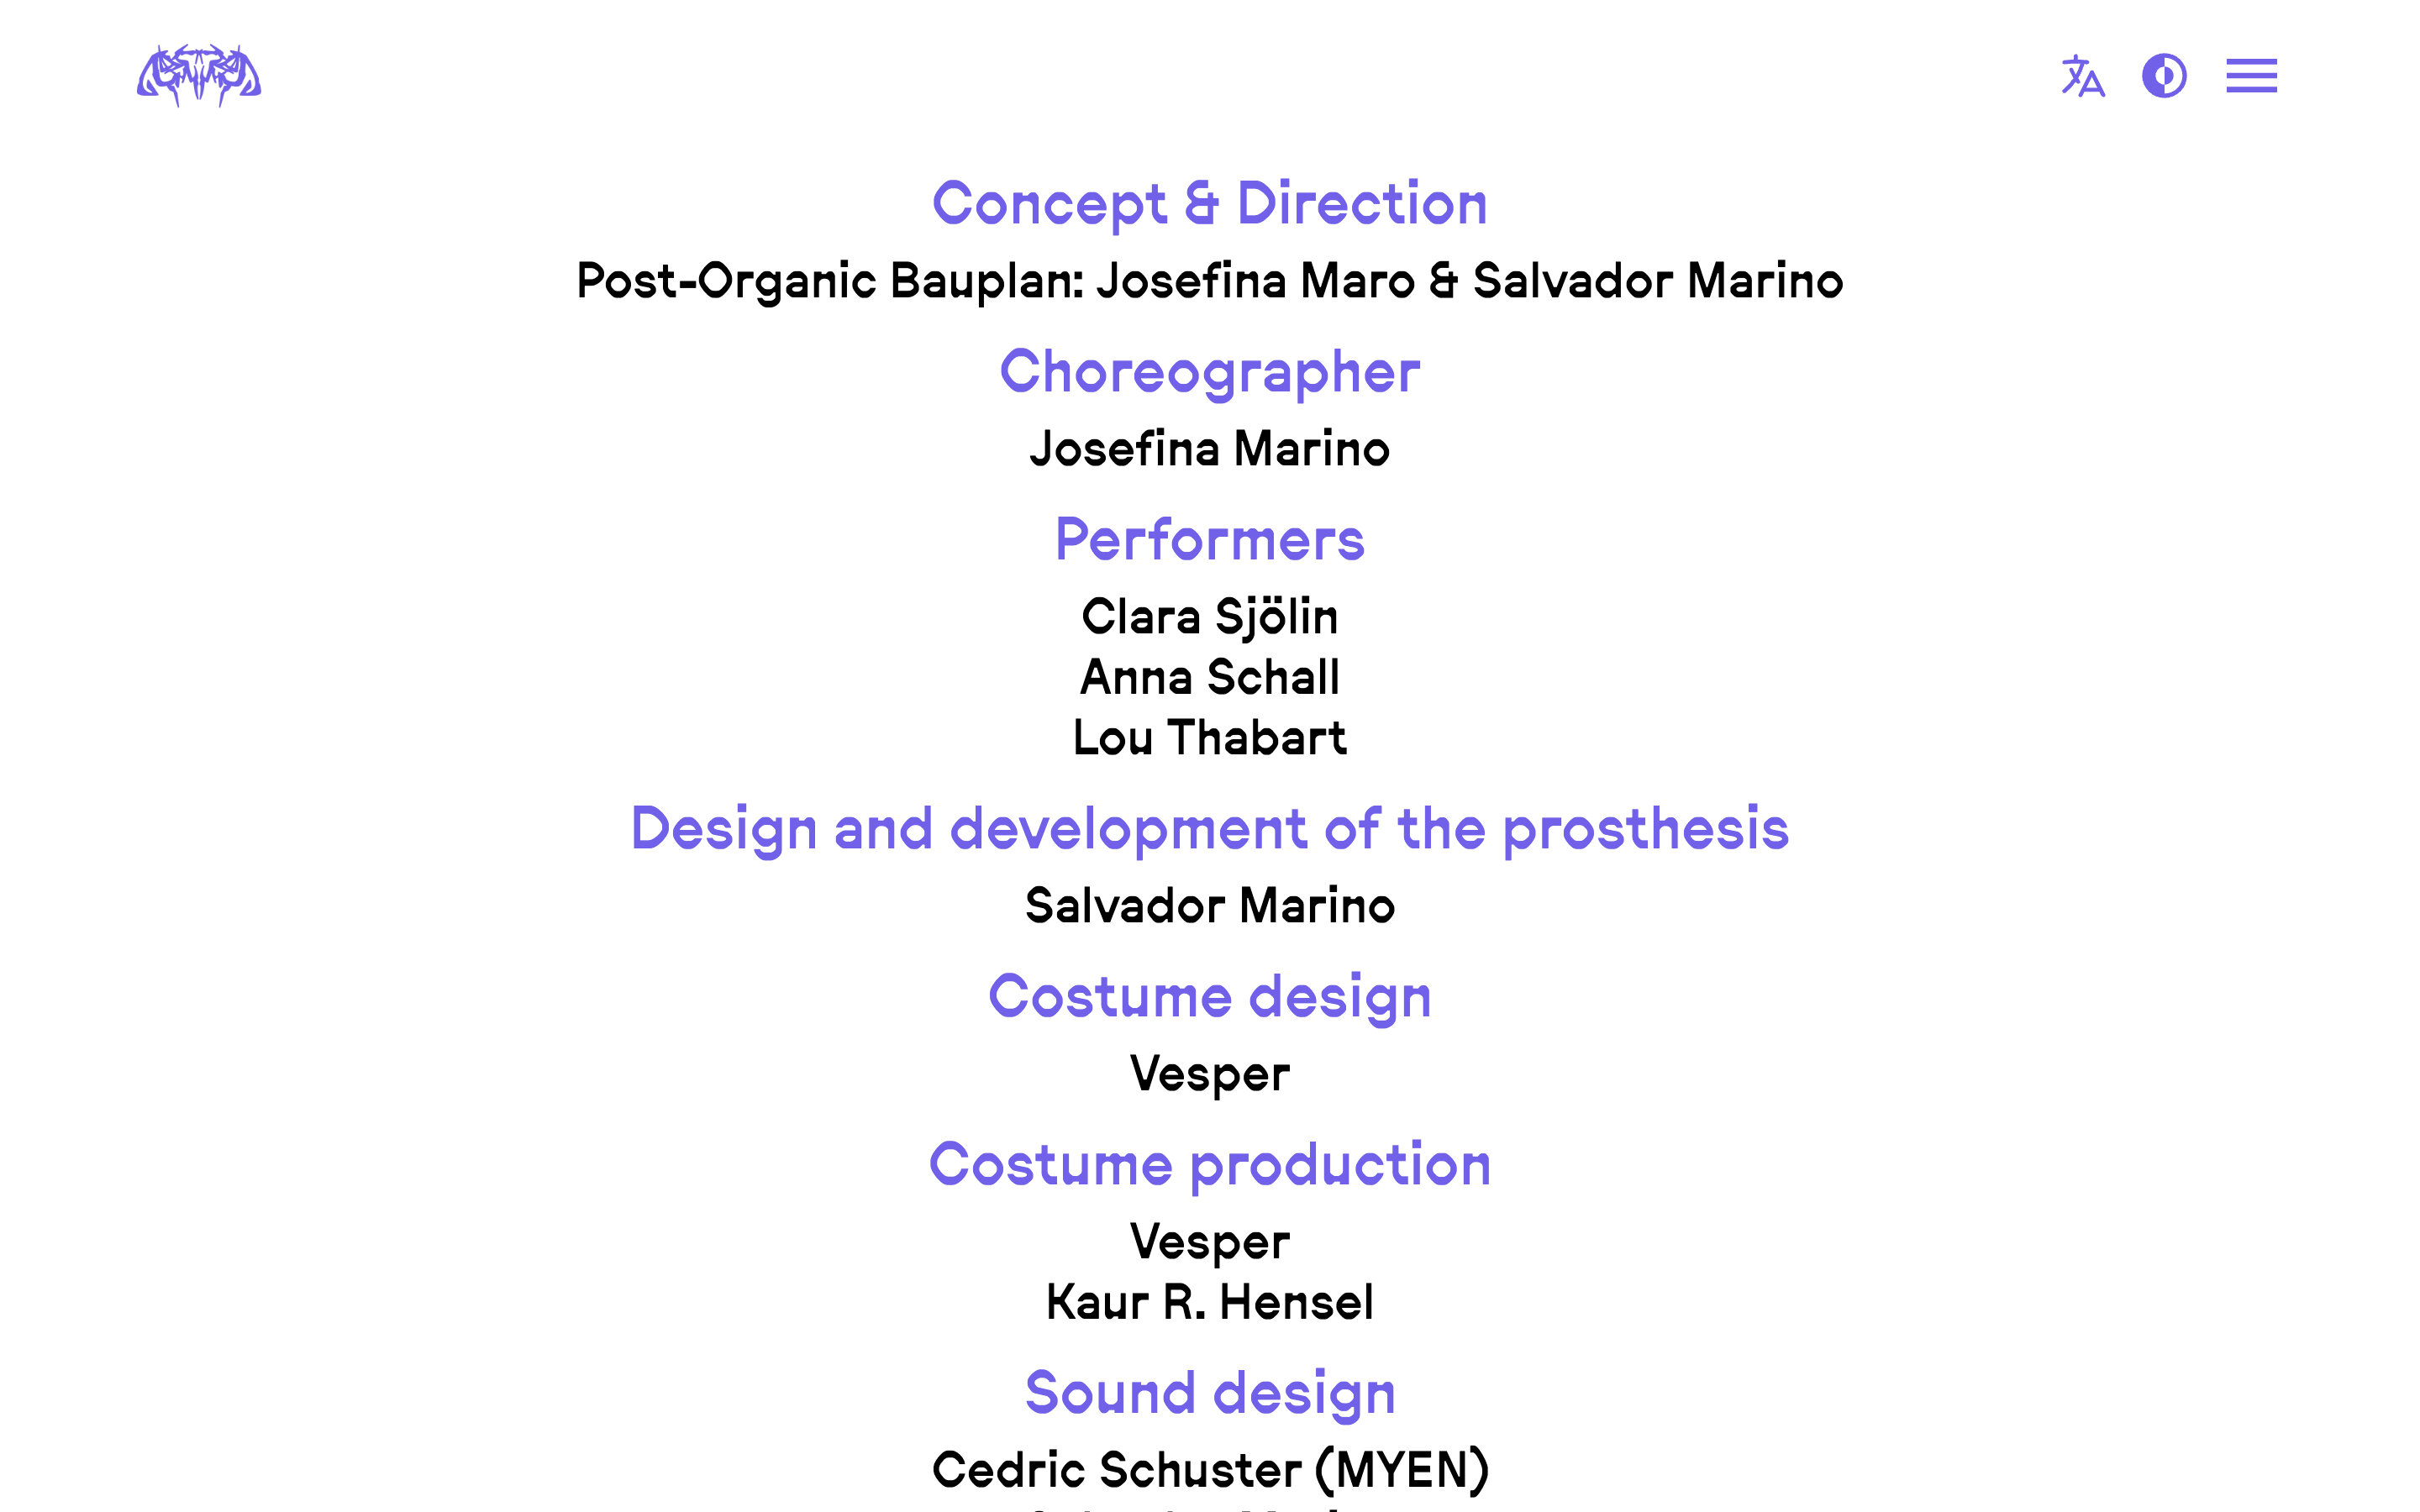 Concept & Direction
Post-Organic Bauplan: Josefina Maro & Salvador Marino
Choreographer
Josefina Marino
Performers
Clara Sjölin
Anna Schall
Lou Thabart
Design and development of the prosthesis
Salvador Marino
Costume design
Vesper
Costume production
Vesper
Kaur R. Hensel
Sound design
Cedric Schuster (MYEN)